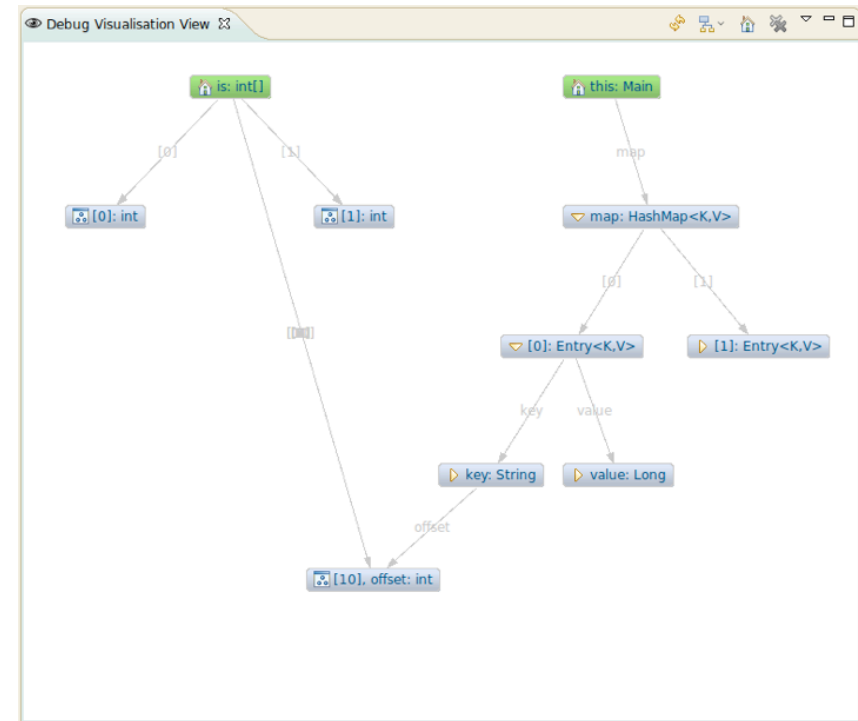 Debug Visualisation View
is: int[]
this: Main
[0]
[1]
map
[0]: int
[1]: int
map: HashMap<K,V>
[0]
[1]
[0]: Entry<K,V>
[1]: Entry<K,V>
key
value
key: String
value: Long
offset
[10], offset: int